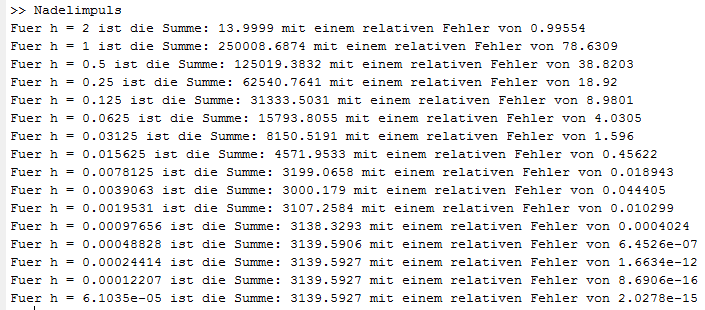 >> Nadelimpuls
Fuer h = 2 ist die Summe: 13.9999 mit einem relativen Fehler von 0.99554
Fuer h = 1 ist die Summe: 250008.6874 mit einem relativen Fehler von 78.6309
Fuer h = 0.5 ist die Summe: 125019.3832 mit einem relativen Fehler von 38.8203
Fuer h = 0.25 ist die Summe: 62540.7641 mit einem relativen Fehler von 18.92
Fuer h = 0.125 ist die Summe: 31333.5031 mit einem relativen Fehler von 8.9801
Fuer h = 0.0625 ist die Summe: 15793.8055 mit einem relativen Fehler von 4.0305
Fuer h = 0.03125 ist die Summe: 8150.5191 mit einem relativen Fehler von 1.596
Fuer h = 0.015625 ist die Summe: 4571.9533 mit einem relativen Fehler von 0.45622
Fuer h = 0.0078125 ist die Summe: 3199.0658 mit einem relativen Fehler von 0.018943
Fuer h = 0.0039063 ist die Summe: 3000.179 mit einem relativen Fehler von 0.044405
Fuer h = 0.0019531 ist die Summe: 3107.2584 mit einem relativen Fehler von 0.010299
Fuer h = 0.00097656 ist die Summe: 3138.3293 mit einem relativen Fehler von 0.0004024
Fuer h = 0.00048828 ist die Summe: 3139.5906 mit einem relativen Fehler von 6.4526e-07
Fuer h = 0.00024414 ist die Summe: 3139.5927 mit einem relativen Fehler von 1.6634e-12
Fuer h = 0.00012207 ist die Summe: 3139.5927 mit einem relativen Fehler von 8.6906e-16
Fuer h = 6.1035e-05 ist die Summe: 3139.5927 mit einem relativen Fehler von 2.0278e-15